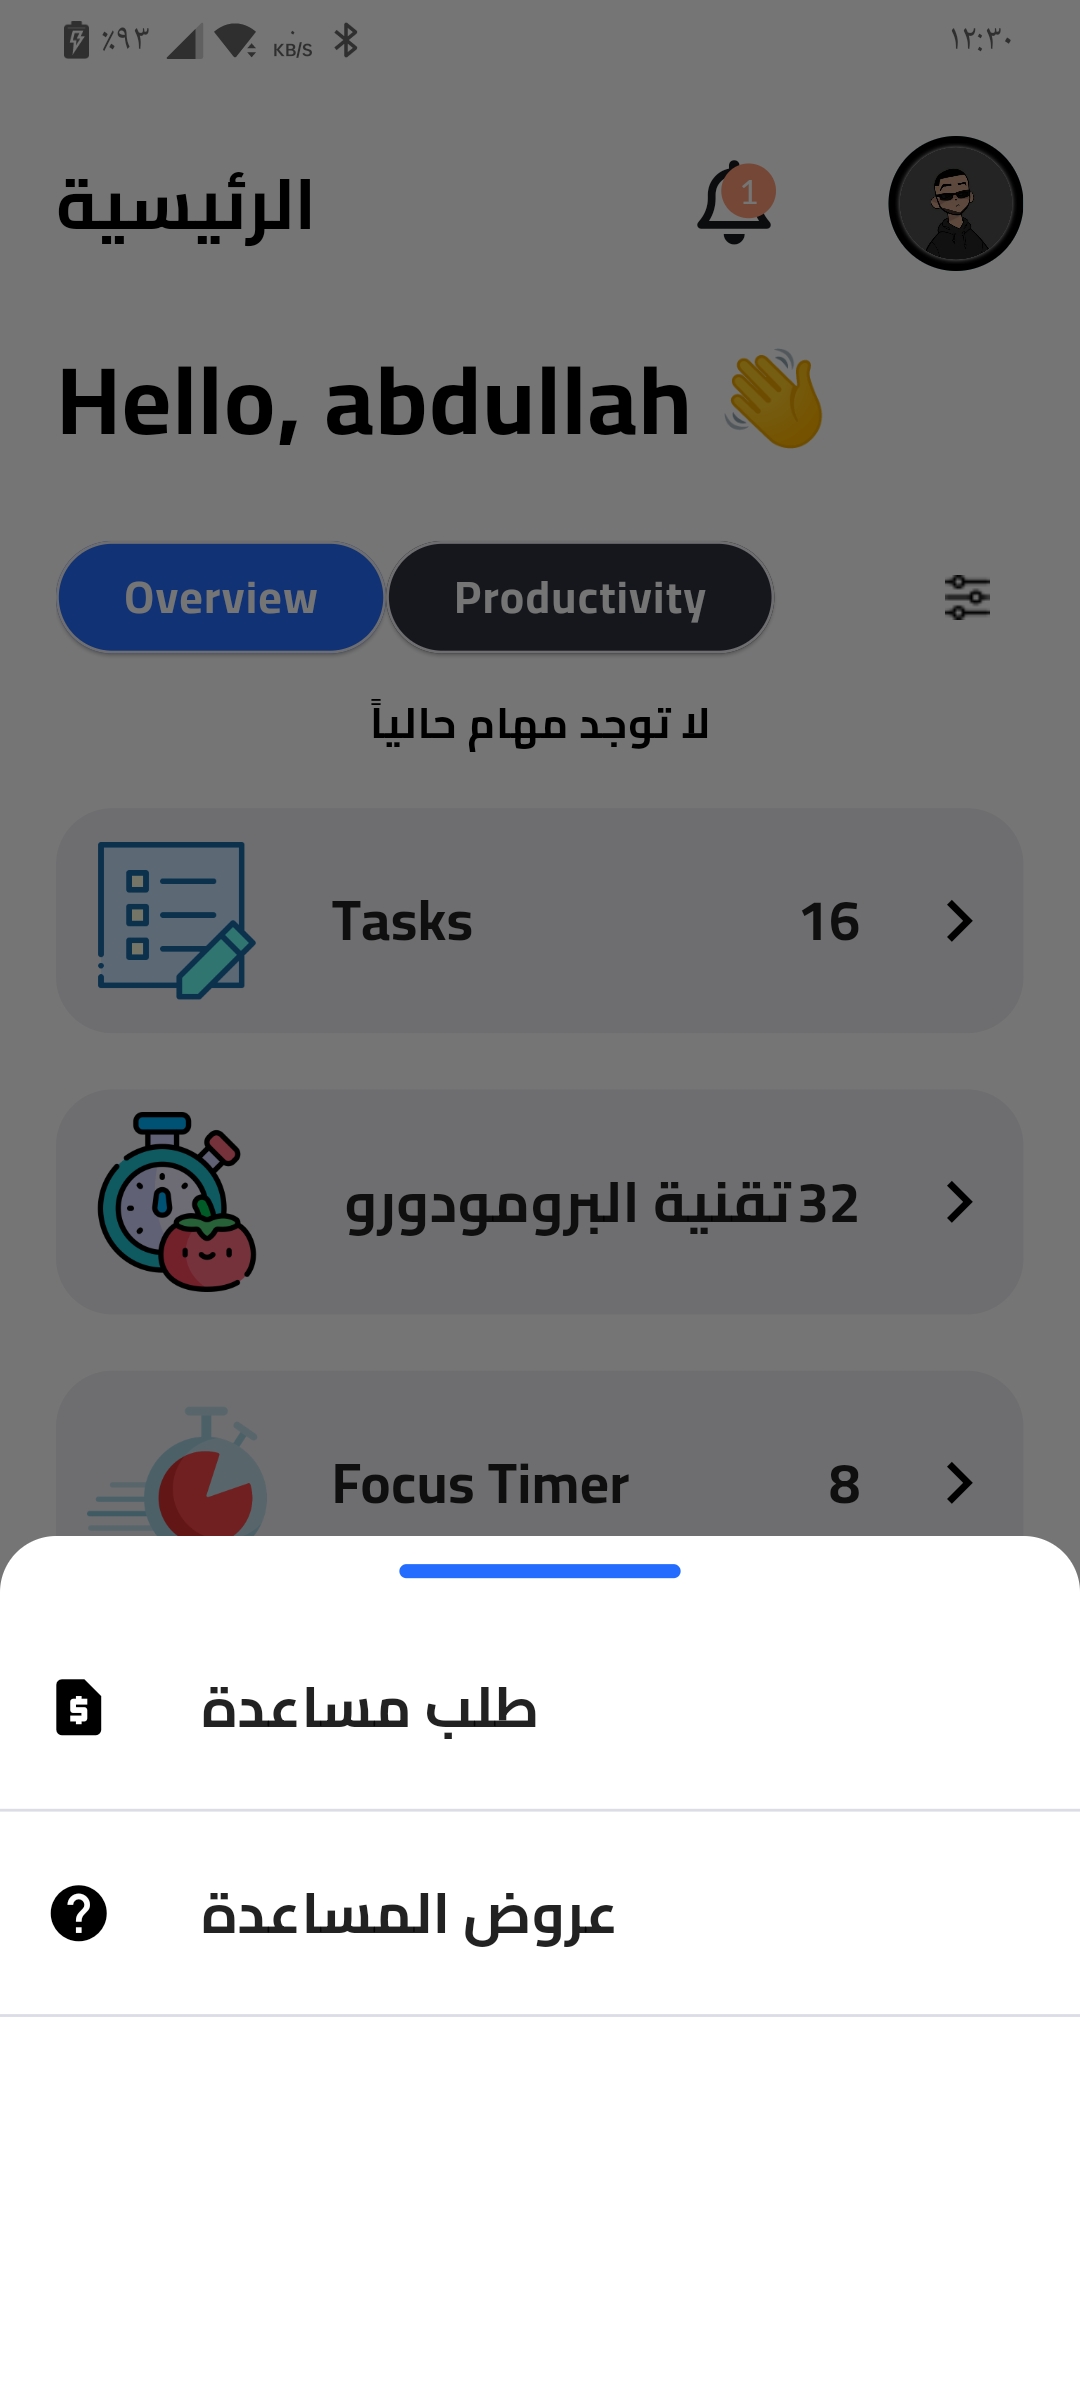 ٪٩٣
٠
KB/S
١٢:٣٠
الرئيسية
1
Hello, abdullah 👋
Overview
Productivity
لا توجد مهام حالياً
Tasks
16
تقنية البرومودورو
32
Focus Timer
8
طلب مساعدة
عروض المساعدة